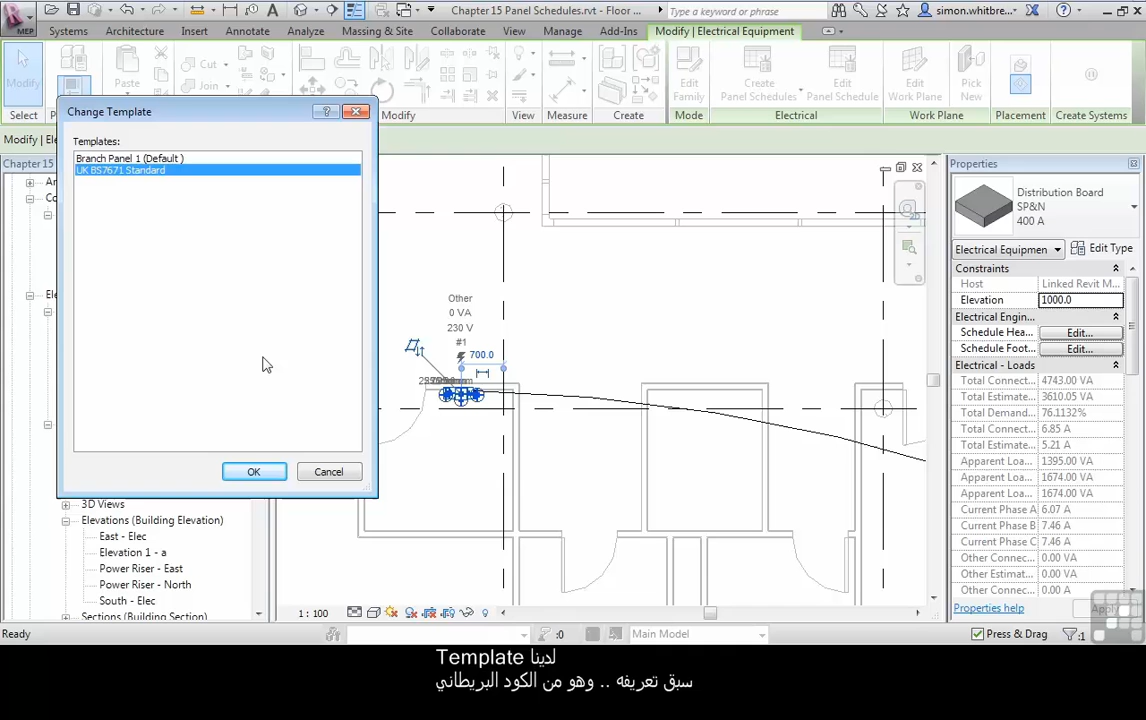 Chapter 15 Panel Schedules.rvt - Floor ...
Type a keyword or phrase
simon.whitbre...
MEP
Systems
Architecture
Insert
Annotate
Analyze
Massing & Site
Collaborate
View
Manage
Add-Ins
Modify | Electrical Equipment
Modify
Paste
Cut
Join
Edit
Family
Create
Panel Schedules
Edit
Panel Schedule
Edit
Work Plane
Pick
New
Select
Modify
View
Measure
Create
Mode
Electrical
Work Plane
Placement
Create Systems
Modify | El
Chapter 15
Change Template
Templates:
Branch Panel 1 (Default )
UK BS7671 Standard
OK
Cancel
3D Views
Elevations (Building Elevation)
East - Elec
Elevation 1 - a
Power Riser - East
Power Riser - North
South - Elec
Sections (Building Section)
Other
0 VA
230 V
#1
700.0
Properties
Distribution Board
SP&N
400 A
Electrical Equipmen
Edit Type
Constraints
Host
Linked Revit M...
Elevation
1000.0
Electrical Engin...
Schedule Hea...
Edit...
Schedule Foot...
Edit...
Electrical - Loads
Total Connect...
4743.00 VA
Total Estimate...
3610.05 VA
Total Demand...
76.1132%
Total Connect...
6.85 A
Total Estimate...
5.21 A
Apparent Loa...
1395.00 VA
Apparent Loa...
1674.00 VA
Apparent Loa...
1674.00 VA
Current Phase A
6.07 A
Current Phase B
7.46 A
Current Phase C
7.46 A
Other Connec...
0.00 VA
Other Estimat...
0.00 VA
Other Connec...
0.00 A
Properties help
Apply
1 : 100
Ready
:0
Main Model
Press & Drag
:1
لدينا Template
سبق تعريفه .. وهو من الكود البريطاني